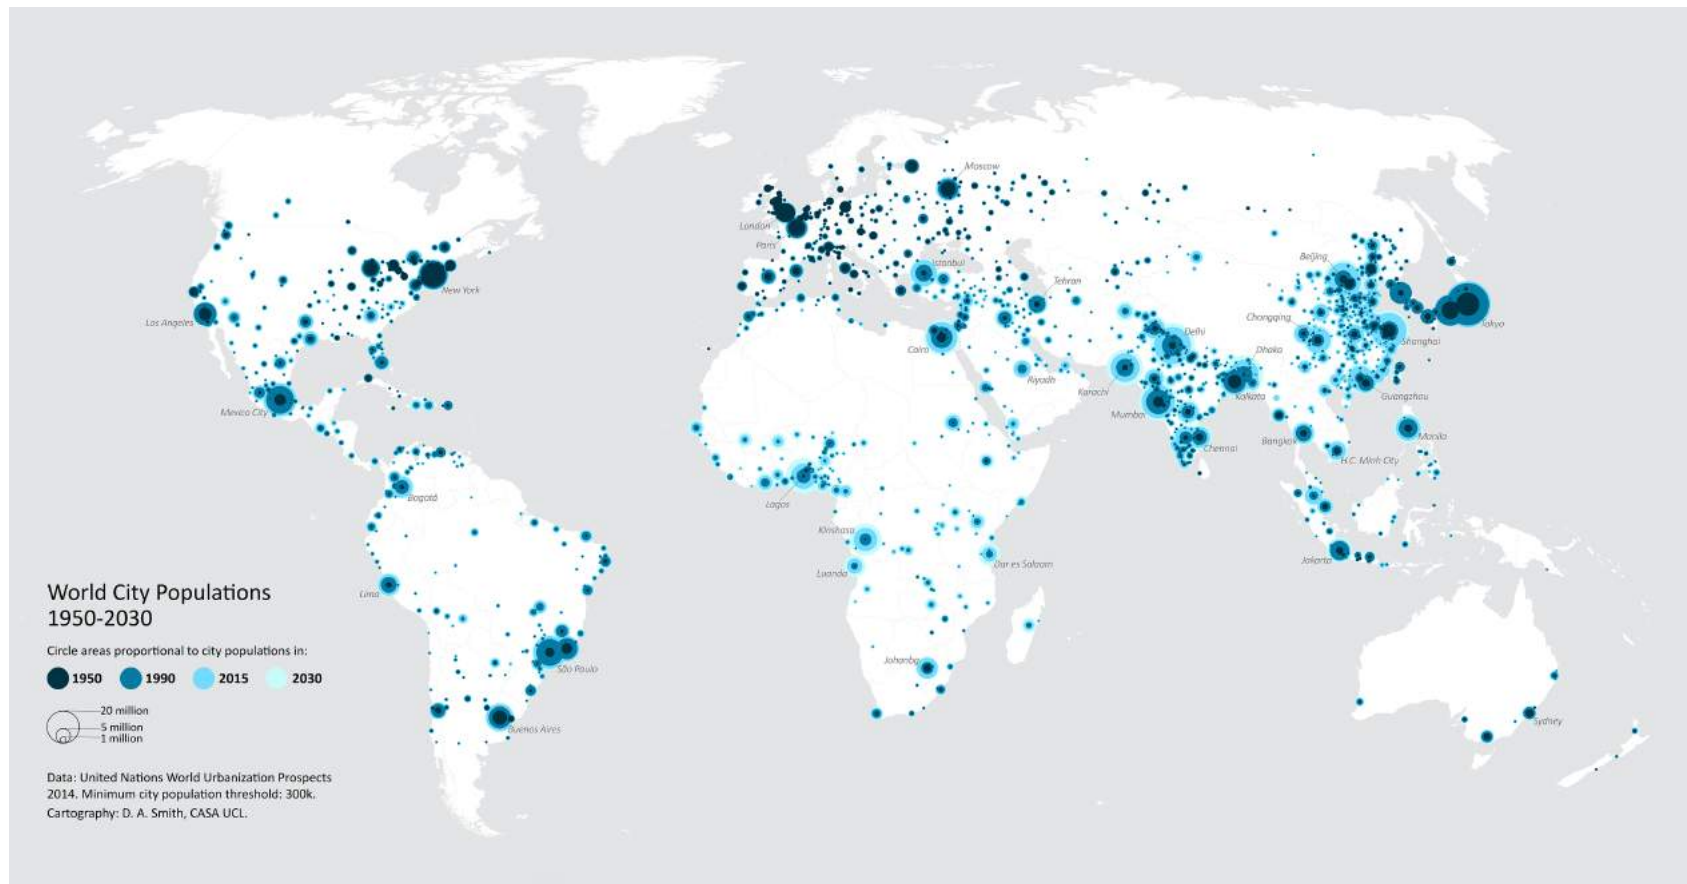 Moscow
London
Paris
Istanbul
Beijing
Tehran
New York
Los Angeles
Chongqing
Tokyo
Delhi
Shanghai
Cairo
Dhaka
Riyadh
Karachi
Kolkata
Guangzhou
Mexico City
Mumbai
Bangkok
Manila
Chennai
H.C. Minh City
Bogotá
Lagos
Kinshasa
Jakarta
Dar es Salaam
Luanda
Lima
World City Populations
1950-2030
Circle areas proportional to city populations in:
1950 1990 2015 2030
Johanbg
São Paulo
20 million
5 million
1 million
Buenos Aires
Sydney
Data: United Nations World Urbanization Prospects
2014. Minimum city population threshold: 300k.
Cartography: D. A. Smith, CASA UCL.